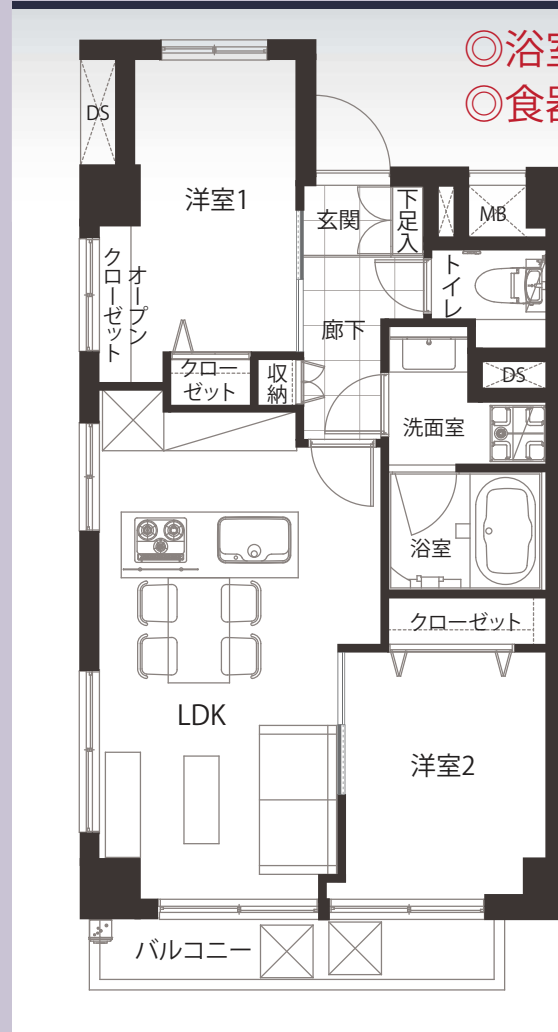 ◎浴室
◎食器
DS
洋室1
玄関
下足入
MB
トイレ
オープン
クローゼット
廊下
クロー
ゼット
収納
DS
洗面室
浴室
クローゼット
LDK
洋室2
バルコニー